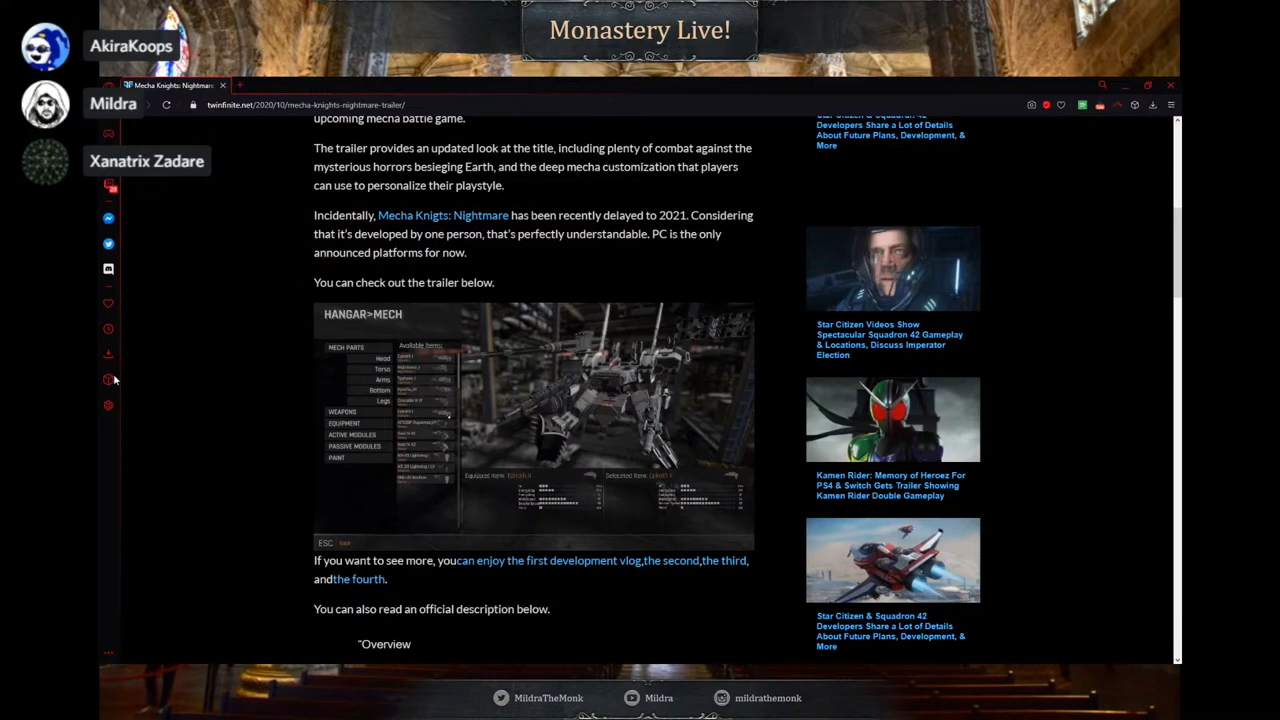 Monastery Live!
AkiraKoops
Mildra
Xanatrix Zadare
Mecha Knights: Nightmare
twinfinite.net/2020/10/mecha-knights-nightmare-trailer/
upcoming mecha battle game.
The trailer provides an updated look at the title, including plenty of combat against the
mysterious horrors besieging Earth, and the deep mecha customization that players
can use to personalize their playstyle.
Incidentally, Mecha Knigts: Nightmare has been recently delayed to 2021. Considering
that it's developed by one person, that's perfectly understandable. PC is the only
announced platforms for now.
You can check out the trailer below.
HANGAR>MECH
MECH PARTS
Head
Torso
Arms
Bottom
Legs
WEAPONS
EQUIPMENT
ACTIVE MODULES
PASSIVE MODULES
PAINT
Available Items:
Equipped Item:
Selected Item:
ESC Back
If you want to see more, youcan enjoy the first development vlog,the second,the third,
andthe fourth.
You can also read an official description below.
"Overview
Developers Share a Lot of Details
About Future Plans, Development, &
More
Star Citizen Videos Show
Spectacular Squadron 42 Gameplay
& Locations, Discuss Imperator
Election
Kamen Rider: Memory of Heroez For
PS4 & Switch Gets Trailer Showing
Kamen Rider Double Gameplay
Star Citizen & Squadron 42
Developers Share a Lot of Details
About Future Plans, Development, &
More
MildraTheMonk
Mildra
mildrathemonk